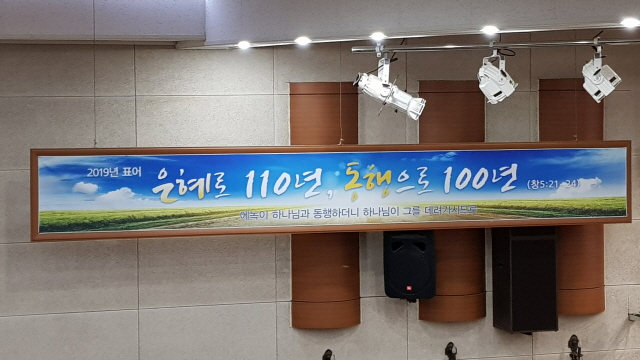 2019년 표어
은혜로 110년, 동행으로 100년 (창5:21-24)
에녹이 하나님과 동행하더니 하나님이 그를 데려가시므로